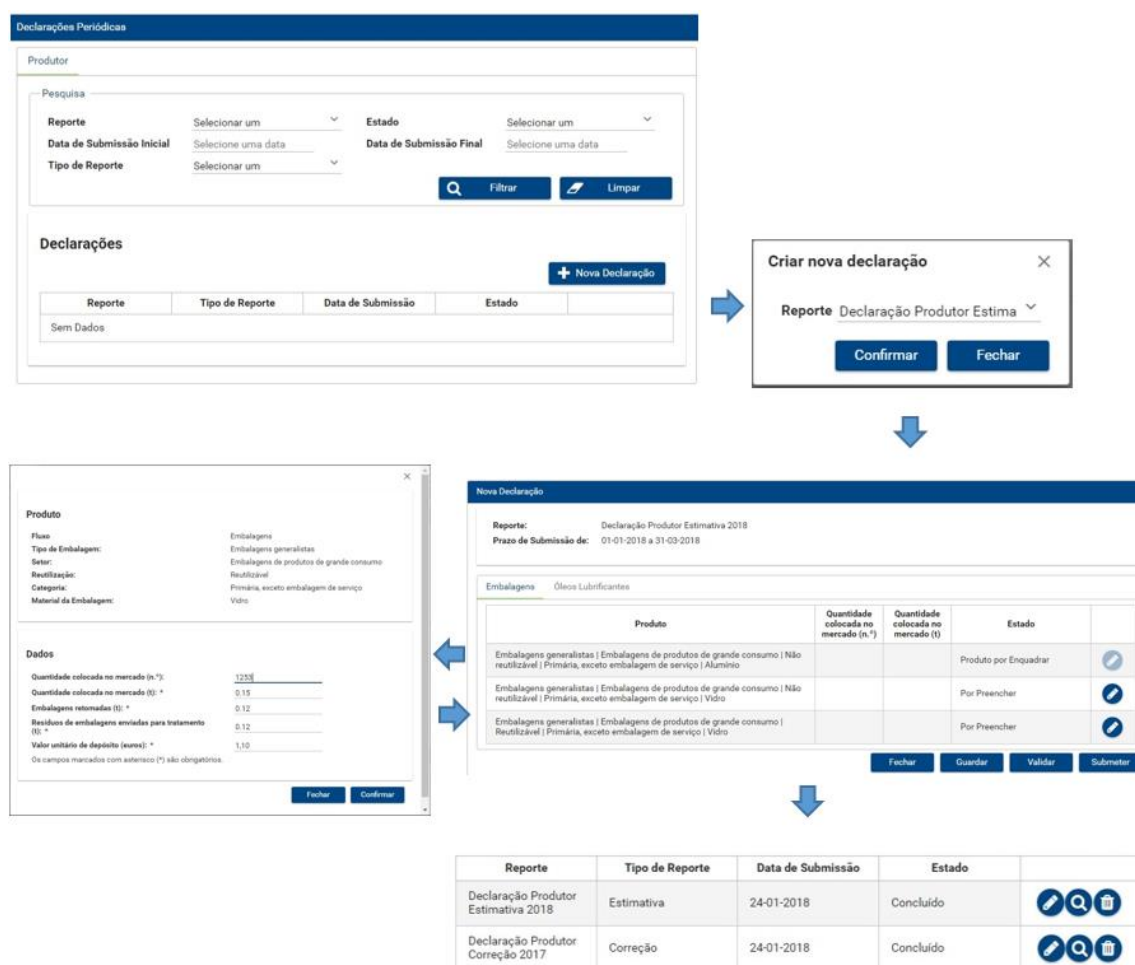 Declarações Periódicas
Produtor
Pesquisa
Reporte Selecionar um Estado Selecionar um
Data de Submissão Inicial Selecione uma data Data de Submissão Final Selecione uma data
Tipo de Reporte Selecionar um
Filtrar Limpar
Declarações
Nova Declaração
Reporte Tipo de Reporte Data de Submissão Estado
Sem Dados
Criar nova declaração
Reporte Declaração Produtor Estima
Confirmar Fechar
Nova Declaração
Reporte: Declaração Produtor Estimativa 2018
Prazo de Submissão de: 01-01-2018 a 31-03-2018
Embalagens Óleos Lubrificantes
Produto
Quantidade
colocada no
mercado (n.º)
Quantidade
colocada no
mercado (t)
Estado
Embalagens generalistas | Embalagens de produtos de grande consumo | Não
reutilizável | Primária, exceto embalagem de serviço | Alumínio
Produto por Enquadrar
Embalagens generalistas | Embalagens de produtos de grande consumo | Não
reutilizável | Primária, exceto embalagem de serviço | Vidro
Por Preencher
Embalagens generalistas | Embalagens de produtos de grande consumo |
Reutilizável | Primária, exceto embalagem de serviço | Vidro
Por Preencher
Fechar Guardar Validar Submeter
Produto
Fluxo Embalagens
Tipo de Embalagem: Embalagens generalistas
Setor: Embalagens de produtos de grande consumo
Reutilização: Reutilizável
Categoria: Primária, exceto embalagem de serviço
Material da Embalagem: Vidro
Dados
Quantidade colocada no mercado (n.º): 1253
Quantidade colocada no mercado (t): * 0.15
Embalagens retomadas (t): * 0.12
Resíduos de embalagens enviadas para tratamento
(t): * 0.12
Valor unitário de depósito (euros): * 1,10
Os campos marcados com asterisco (*) são obrigatórios.
Fechar Confirmar
Reporte Tipo de Reporte Data de Submissão Estado
Declaração Produtor
Estimativa 2018
Estimativa 24-01-2018 Concluído
Declaração Produtor
Correção 2017
Correção 24-01-2018 Concluído